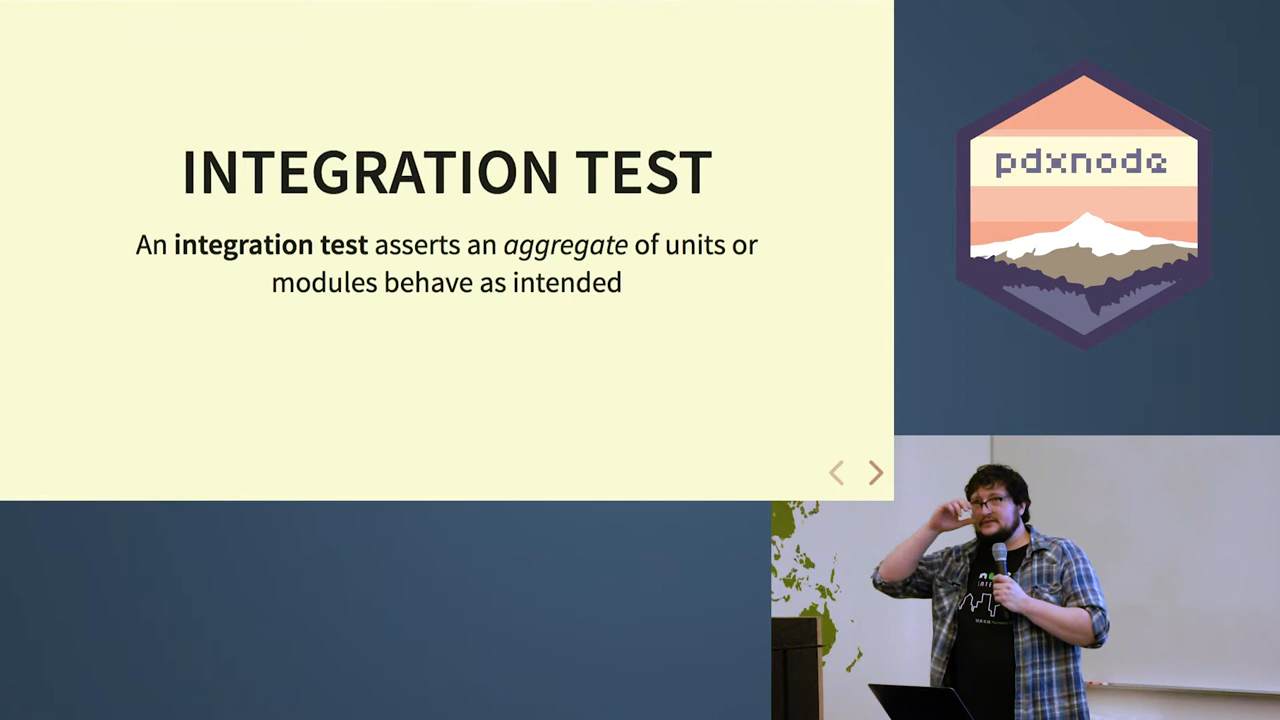 INTEGRATION TEST
An integration test asserts an aggregate of units or
modules behave as intended
pdxnode